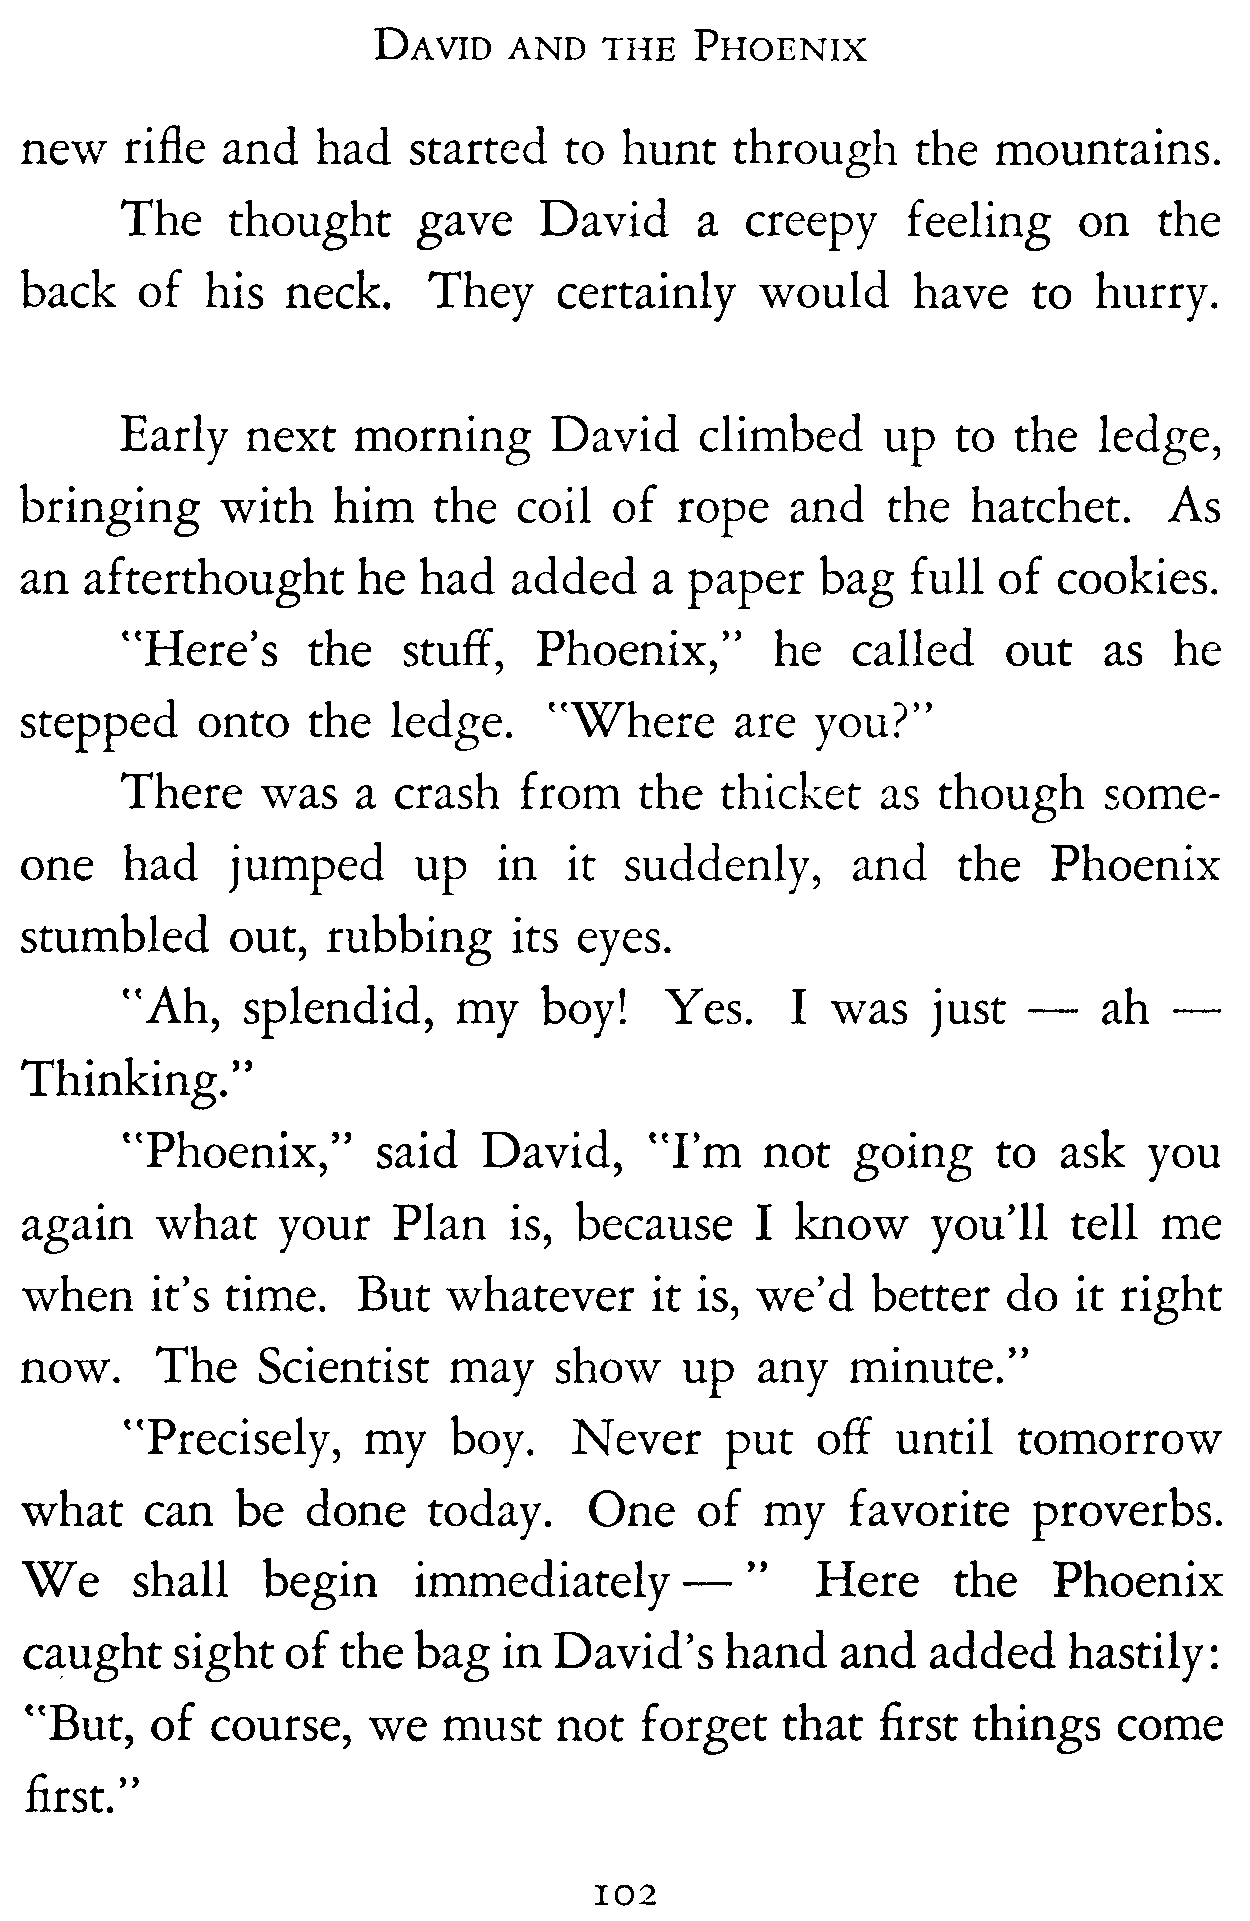 DAVID AND THE PHOENIX
new rifle and had started to hunt through the mountains.
The thought gave David a creepy feeling on the
back of his neck. They certainly would have to hurry.
Early next morning David climbed up to the ledge,
bringing with him the coil of rope and the hatchet. As
an afterthought he had added a paper bag full of cookies.
“Here’s the stuff, Phoenix,” he called out as he
stepped onto the ledge. “Where are you?”
There was a crash from the thicket as though some-
one had jumped up in it suddenly, and the Phoenix
stumbled out, rubbing its eyes.
“Ah, splendid, my boy! Yes. I was just — ah —
Thinking.”
“Phoenix,” said David, “I’m not going to ask you
again what your Plan is, because I know you’ll tell me
when it’s time. But whatever it is, we’d better do it right
now. The Scientist may show up any minute.”
“Precisely, my boy. Never put off until tomorrow
what can be done today. One of my favorite proverbs.
We shall begin immediately — ” Here the Phoenix
caught sight of the bag in David’s hand and added hastily:
“But, of course, we must not forget that first things come
first.”
102